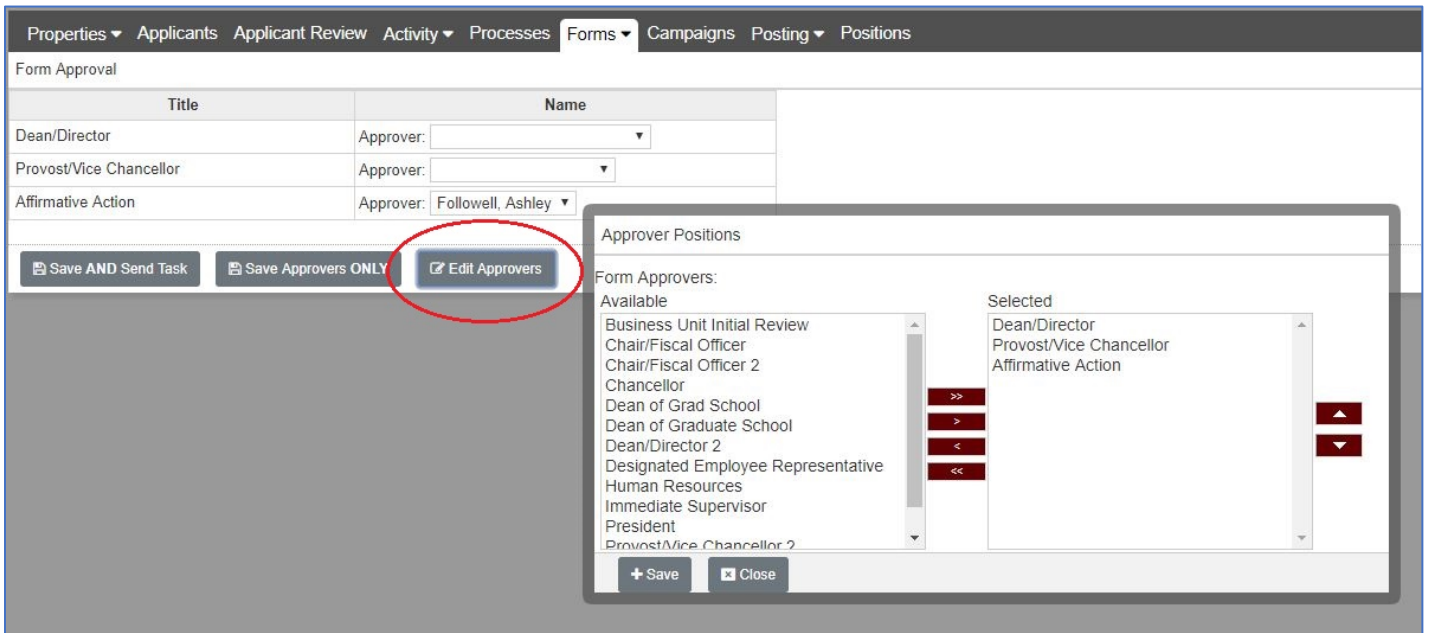 Properties Applicants Applicant Review Activity Processes Forms Campaigns Posting Positions
Form Approval
Title Name
Dean/Director Approver:
Provost/Vice Chancellor Approver:
Affirmative Action Approver: Followell, Ashley
Save AND Send Task Save Approvers ONLY Edit Approvers
Approver Positions
Form Approvers:
Available Selected
Business Unit Initial Review Dean/Director
Chair/Fiscal Officer Provost/Vice Chancellor
Chair/Fiscal Officer 2 Affirmative Action
Chancellor
Dean of Grad School
Dean of Graduate School
Dean/Director 2
Designated Employee Representative
Human Resources
Immediate Supervisor
President
Provost/Vice Chancellor 2
>>
>
<
<<
+ Save Close